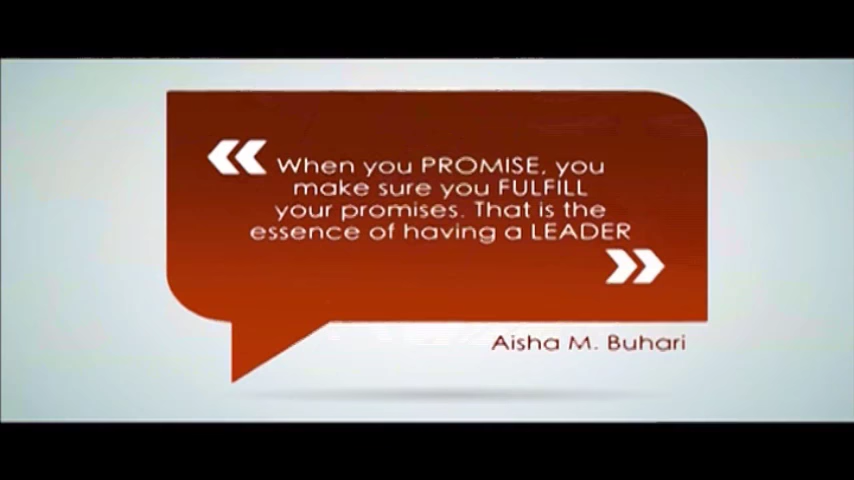 When you PROMISE, you
make sure you FULFILL
your promises. That is the
essence of having a LEADER
Aisha M. Buhari